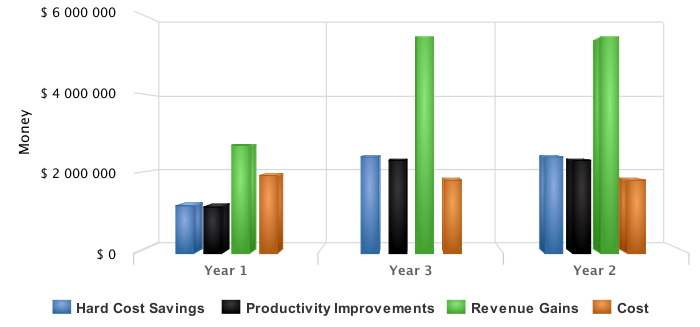 $ 6 000 000
$ 4 000 000
$ 2 000 000
$ 0
Money
Year 1
Year 3
Year 2
Hard Cost Savings
Productivity Improvements
Revenue Gains
Cost